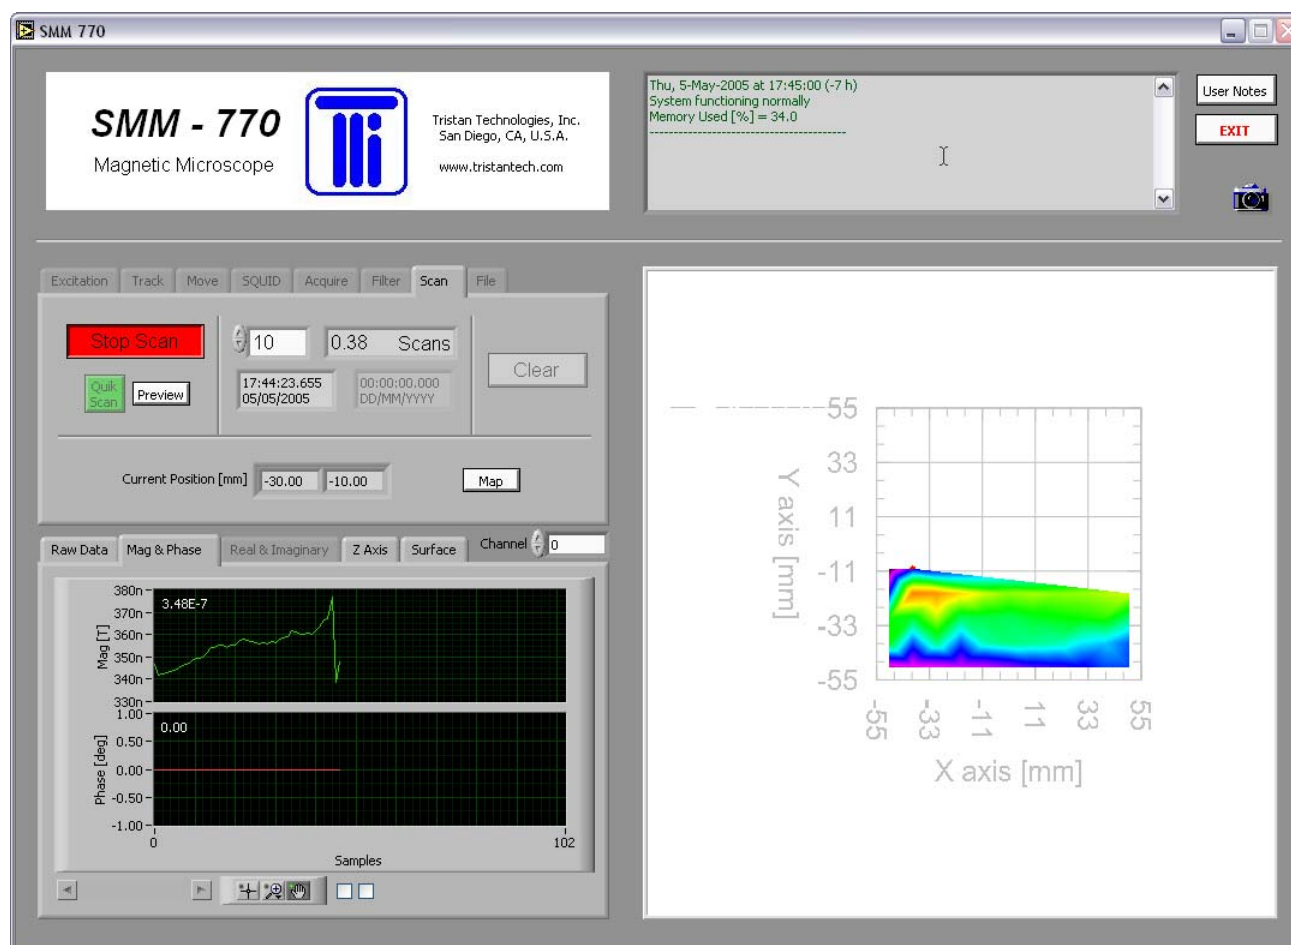 SMM 770
SMM - 770
Magnetic Microscope
Tristan Technologies, Inc.
San Diego, CA, U.S.A.
www.tristantech.com
Thu, 5-May-2005 at 17:45:00 (-7 h)
System functioning normally
Memory Used [%] = 34.0
----------------------------------------
User Notes
EXIT
Excitation Track Move SQUID Acquire Filter Scan File
Stop Scan
10
0.38 Scans
Clear
Quik
Scan
Preview
17:44:23.655
05/05/2005
00:00:00.000
DD/MM/YYYY
Current Position [mm] -30.00 -10.00
Map
Raw Data Mag & Phase Real & Imaginary Z Axis Surface Channel 0
380n
370n
360n
350n
340n
330n
Mag [T]
3.48E-7
1.00
0.50
0.00
-0.50
-1.00
Phase [deg]
0.00
0 102
Samples
55
33
11
-11
-33
-55
Y axis [mm]
-55 -33 -11 11 33 55
X axis [mm]